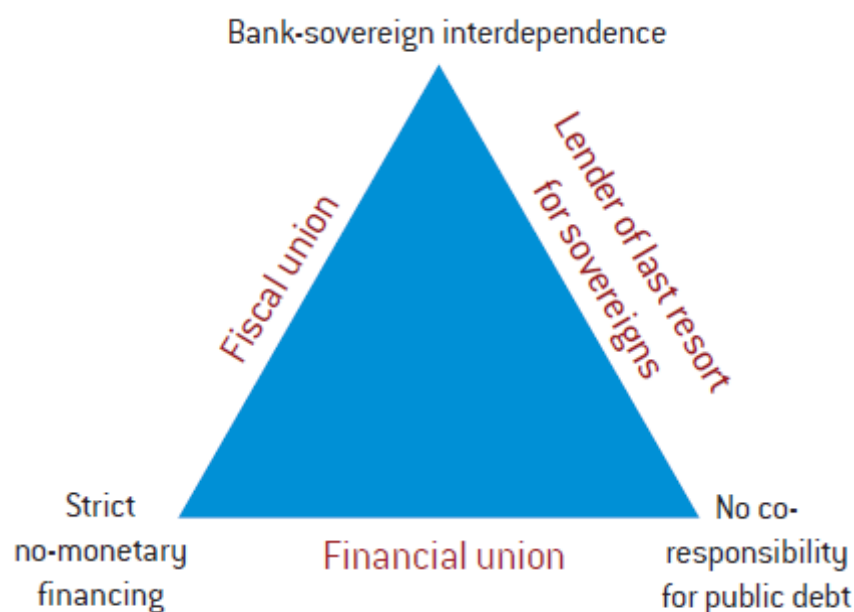 Bank-sovereign interdependence
Fiscal union
Lender of last resort
for sovereigns
Strict
no-monetary
financing
Financial union
No co-
responsibility
for public debt